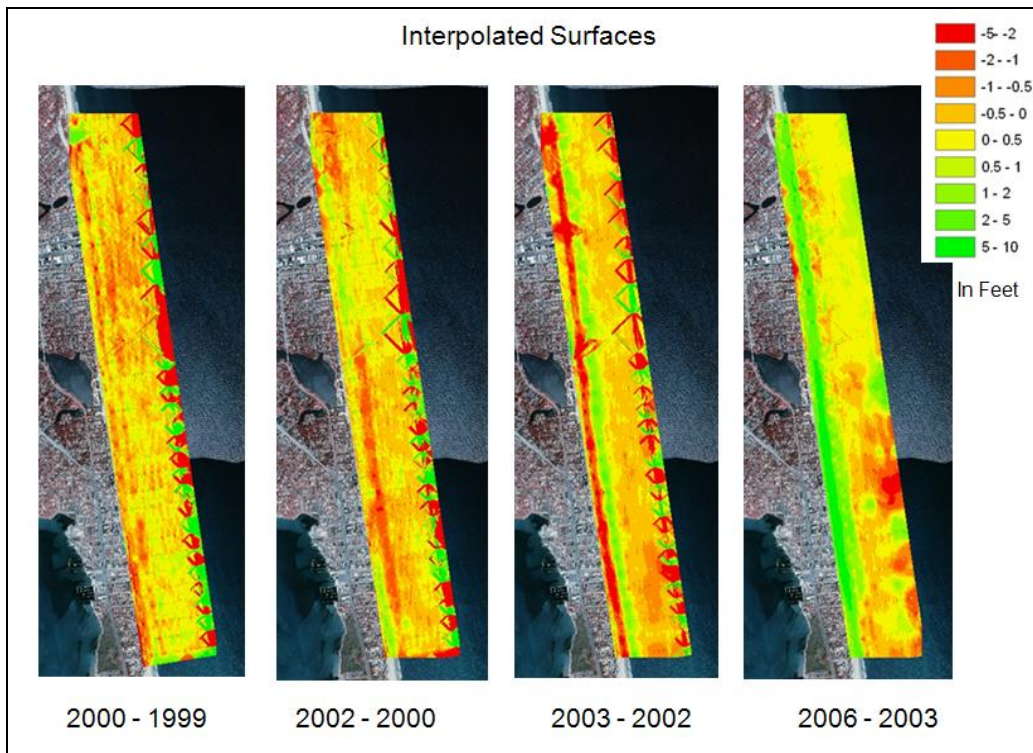 Interpolated Surfaces
-5- -2
-2 - -1
-1 - -0.5
-0.5 - 0
0 - 0.5
0.5 - 1
1 - 2
2 - 5
5 - 10
In Feet
2000 - 1999
2002 - 2000
2003 - 2002
2006 - 2003